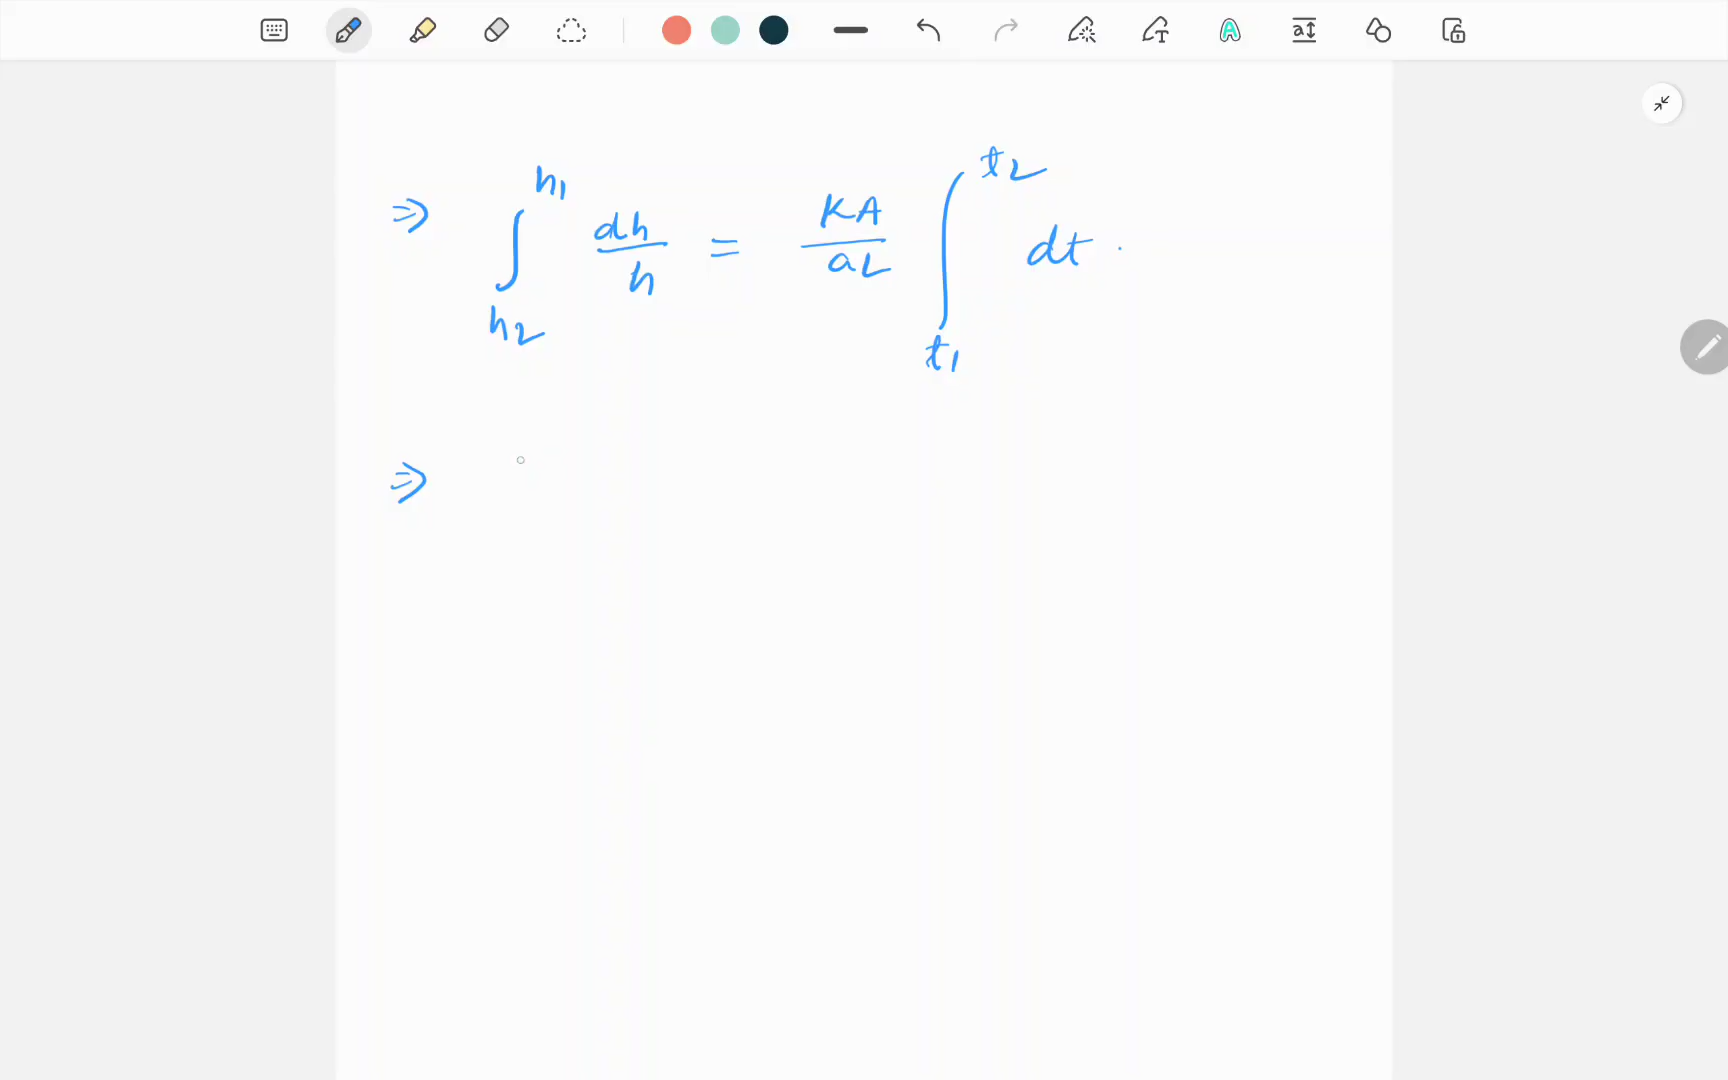 ⇒ ∫_{h2}^{h1} dh/h = KA/aL ∫_{t1}^{t2} dt .
⇒